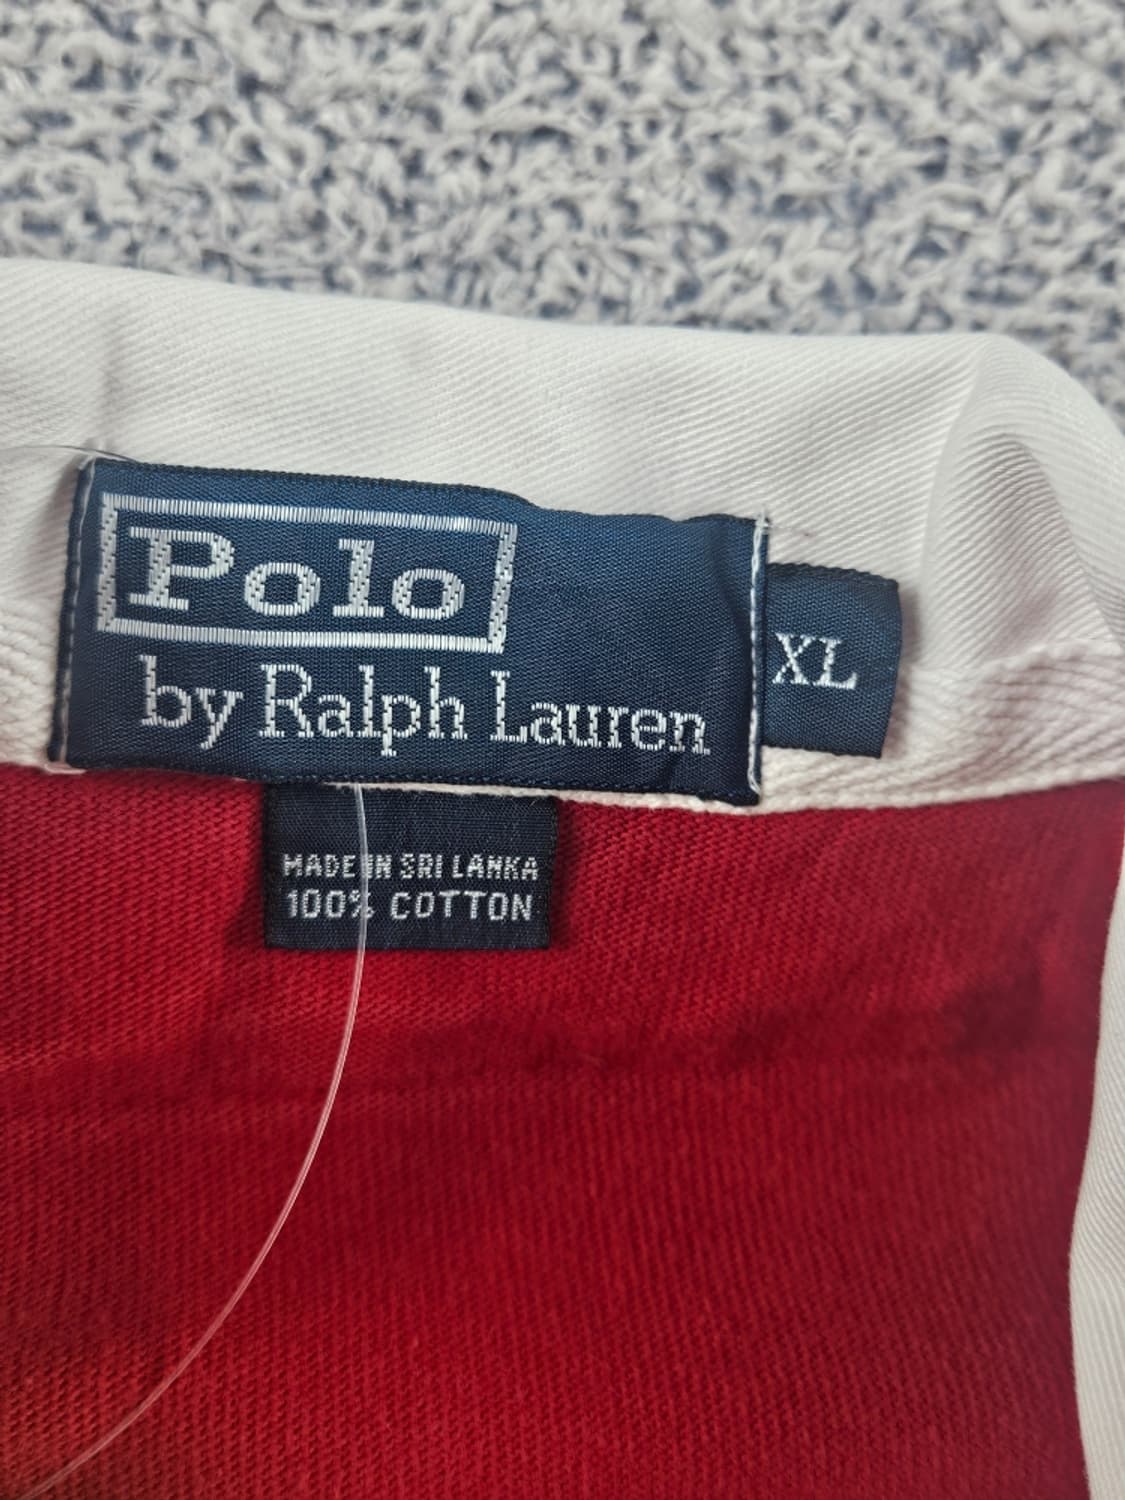 Polo
by Ralph Lauren
XL
MADE IN SRI LANKA
100% COTTON